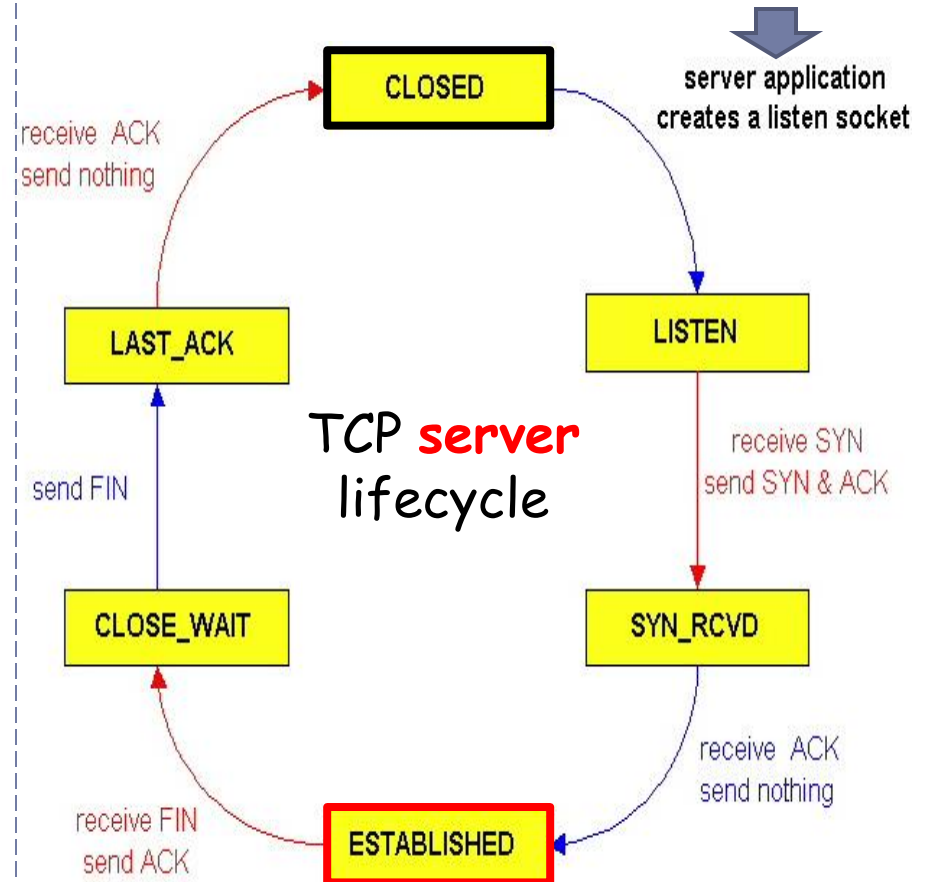 CLOSED
server application
creates a listen socket
receive ACK
send nothing
LAST_ACK
LISTEN
TCP server
lifecycle
receive SYN
send SYN & ACK
send FIN
CLOSE_WAIT
SYN_RCVD
receive ACK
send nothing
receive FIN
send ACK
ESTABLISHED